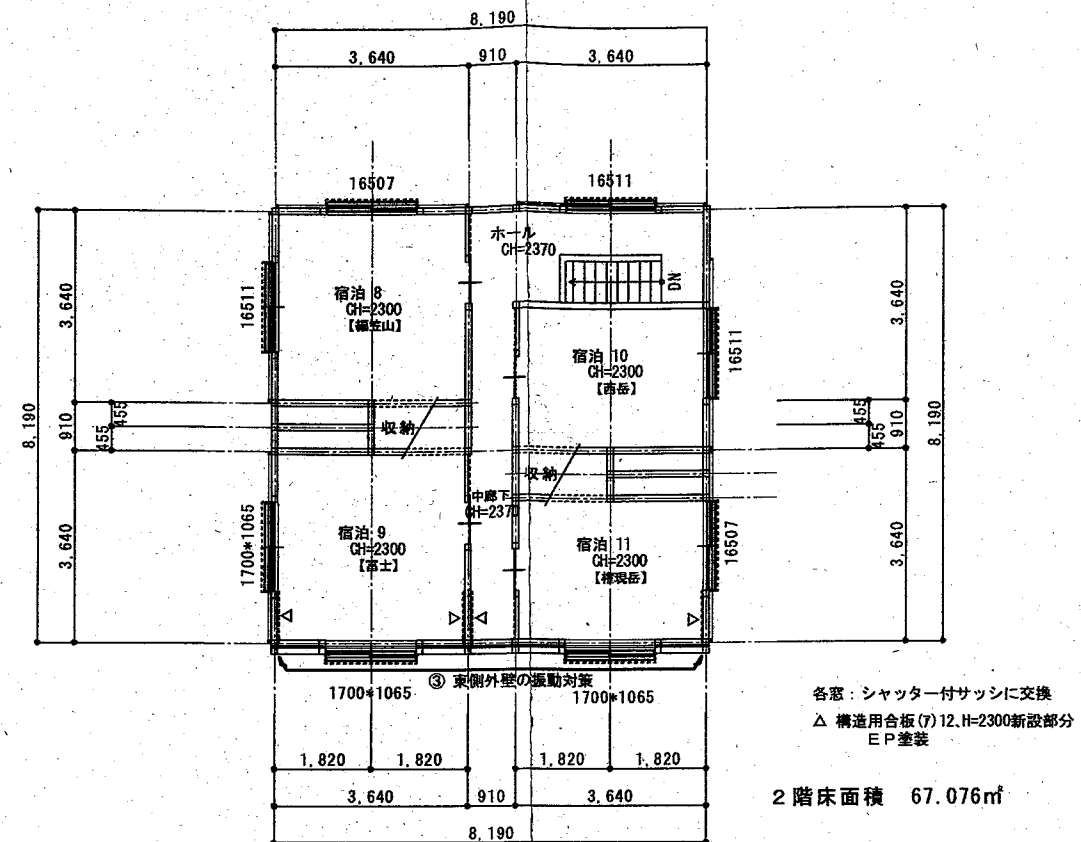 8,190
3,640 910 3,640
16507
16511
ホール
CH=2370
DN
宿泊 8
CH=2300
【編笠山】
16511
宿泊 10
CH=2300
【西岳】
16511
8,190
3,640
910
3,640
455
455
3,640
910
3,640
8,190
455
455
収納
収納
中廊下
CH=2370
宿泊 9
CH=2300
【富士】
1700*1065
宿泊 11
CH=2300
【権現岳】
16507
③ 東側外壁の振動対策
1700*1065
1700*1065
各窓：シャッター付サッシに交換
△ 構造用合板(ｱ)12、H=2300新設部分
ＥＰ塗装
1,820 1,820 1,820 1,820
3,640 910 3,640
8,190
２階床面積 67.076㎡